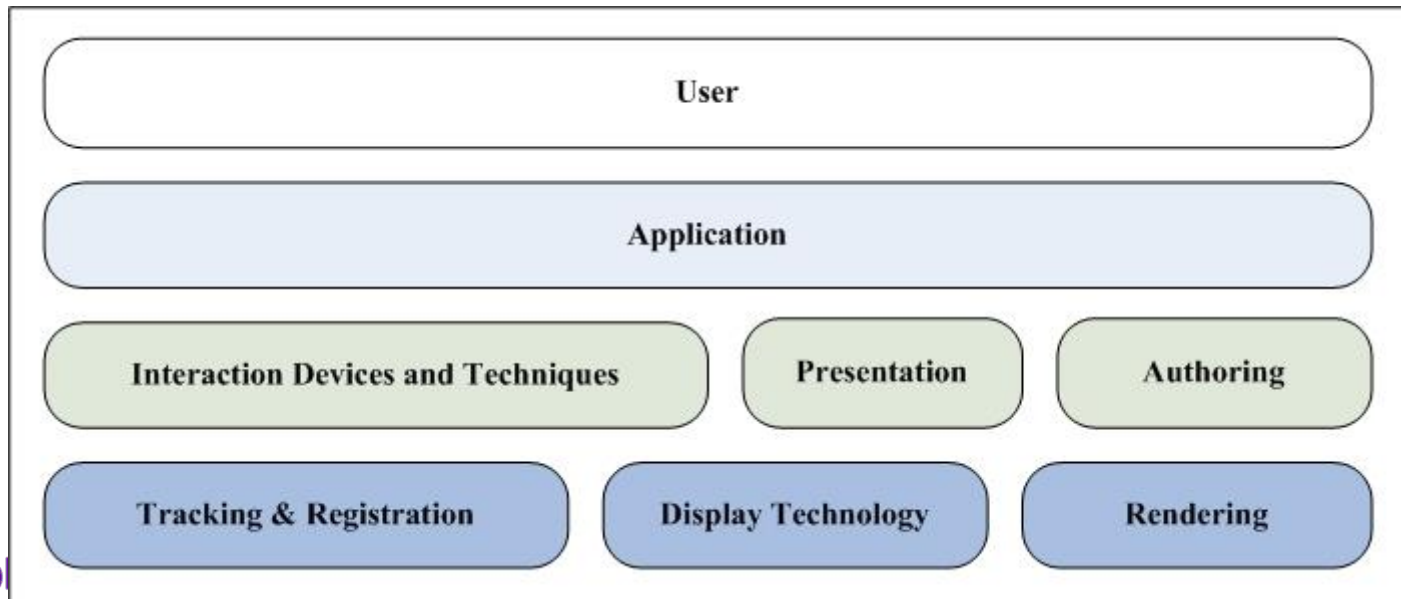 User
Application
Interaction Devices and Techniques
Presentation
Authoring
Tracking & Registration
Display Technology
Rendering